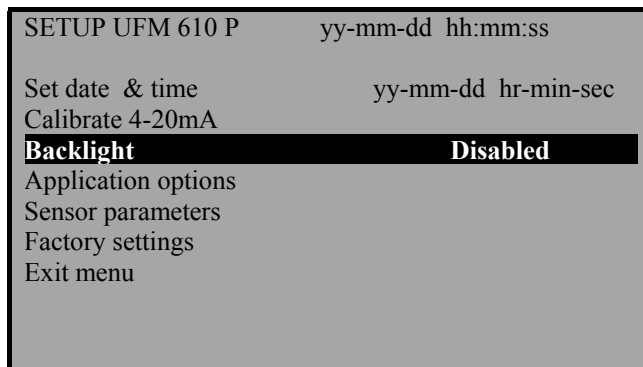 SETUP UFM 610 P yy-mm-dd hh:mm:ss
Set date & time yy-mm-dd hr-min-sec
Calibrate 4-20mA
Backlight Disabled
Application options
Sensor parameters
Factory settings
Exit menu